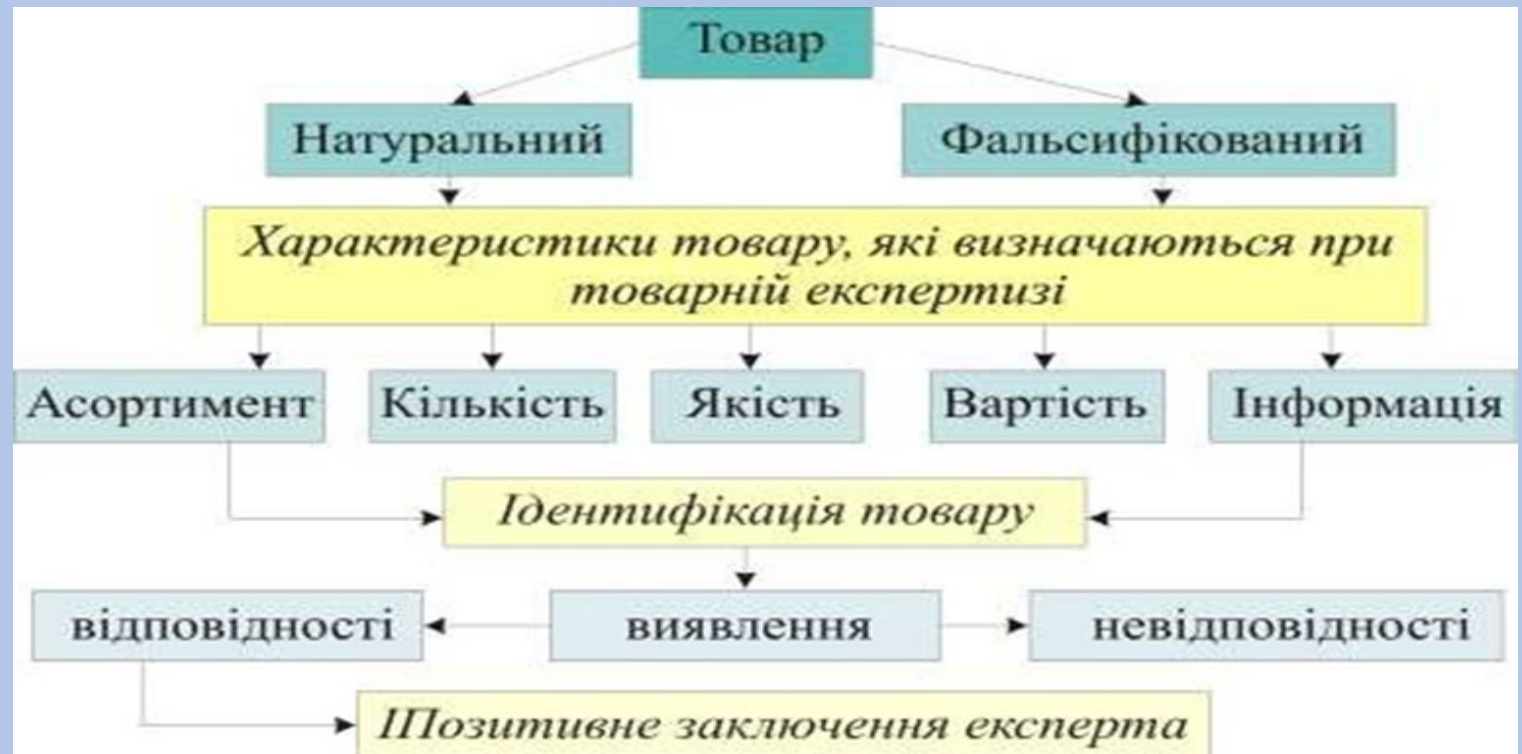 Товар
Натуральний
Фальсифікований
Характеристики товару, які визначаються при
товарній експертизі
Асортимент
Кількість
Якість
Вартість
Інформація
Ідентифікація товару
відповідності
виявлення
невідповідності
ІПозитивне заключення експерта